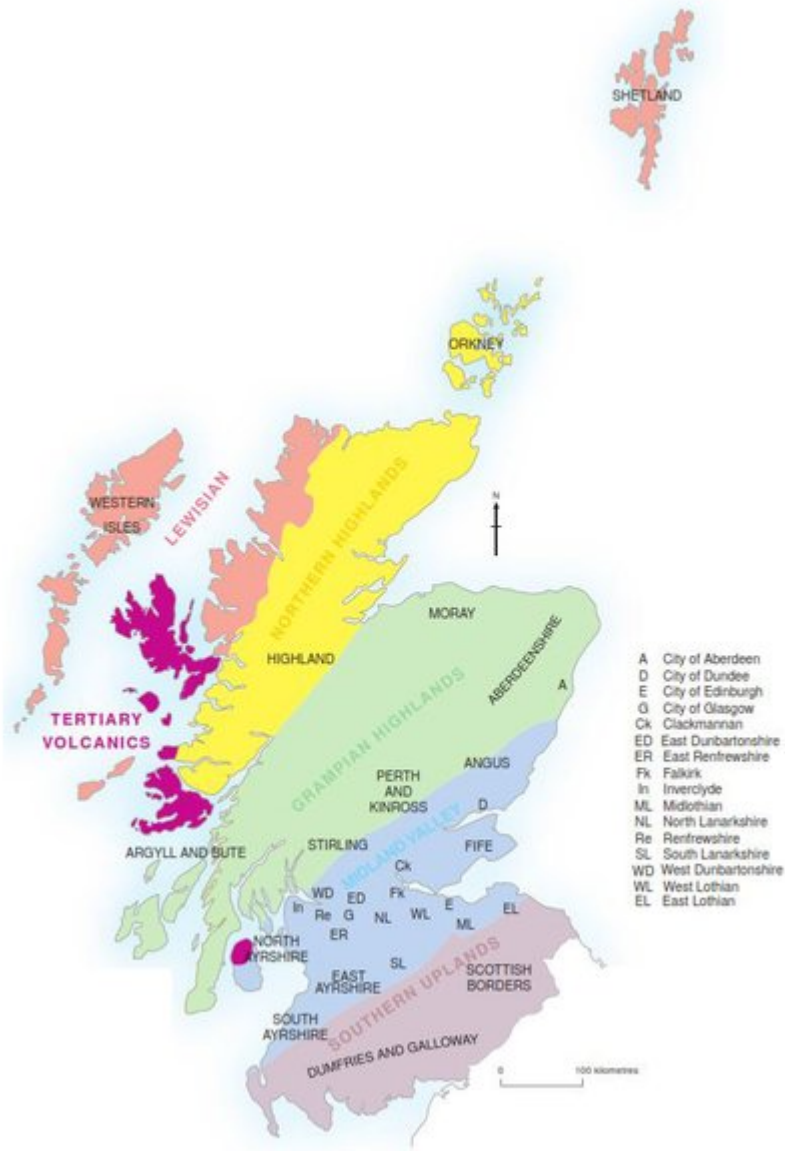 SHETLAND
ORKNEY
WESTERN
ISLES
LEWISIAN
NORTHERN HIGHLANDS
N
HIGHLAND
MORAY
ABERDEENSHIRE
A
TERTIARY
VOLCANICS
GRAMPIAN HIGHLANDS
ANGUS
PERTH
AND
KINROSS
D
MIDLAND VALLEY
ARGYLL AND BUTE
STIRLING
FIFE
Ck
WD
ED
Fk
In
Re
G
NL
WL
E
EL
ML
ER
NORTH
AYRSHIRE
SL
EAST
AYRSHIRE
SOUTHERN UPLANDS
SCOTTISH
BORDERS
SOUTH
AYRSHIRE
DUMFRIES AND GALLOWAY
A City of Aberdeen
D City of Dundee
E City of Edinburgh
G City of Glasgow
Ck Clackmannan
ED East Dunbartonshire
ER East Renfrewshire
Fk Falkirk
In Inverclyde
ML Midlothian
NL North Lanarkshire
Re Renfrewshire
SL South Lanarkshire
WD West Dunbartonshire
WL West Lothian
EL East Lothian
0 100 kilometres